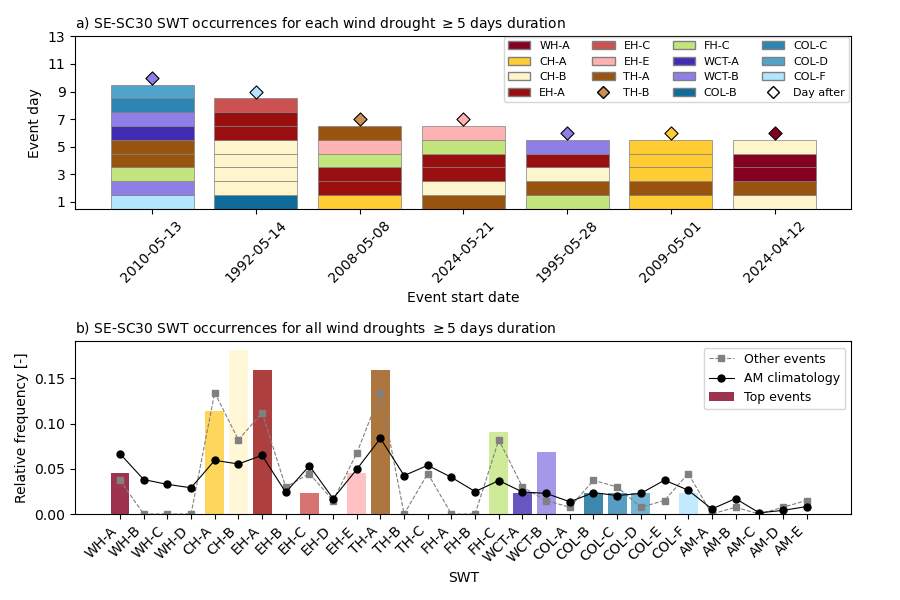 a) SE-SC30 SWT occurrences for each wind drought ≥ 5 days duration
Event day
13
11
9
7
5
3
1
WH-A EH-C FH-C COL-C
CH-A EH-E WCT-A COL-D
CH-B TH-A WCT-B COL-F
EH-A TH-B COL-B Day after
2010-05-13 1992-05-14 2008-05-08 2024-05-21 1995-05-28 2009-05-01 2024-04-12
Event start date
b) SE-SC30 SWT occurrences for all wind droughts ≥5 days duration
Relative frequency [-]
0.15
0.10
0.05
0.00
Other events
AM climatology
Top events
WH-A WH-B WH-C WH-D CH-A CH-B EH-A EH-B EH-C EH-D EH-E TH-A TH-B TH-C FH-A FH-B FH-C WCT-A WCT-B COL-A COL-B COL-C COL-D COL-E COL-F AM-A AM-B AM-C AM-D AM-E
SWT